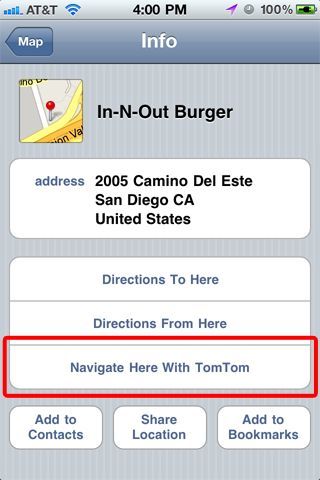 AT&T 4:00 PM 100%
Map Info
In-N-Out Burger
address 2005 Camino Del Este
San Diego CA
United States
Directions To Here
Directions From Here
Navigate Here With TomTom
Add to Contacts
Share Location
Add to Bookmarks